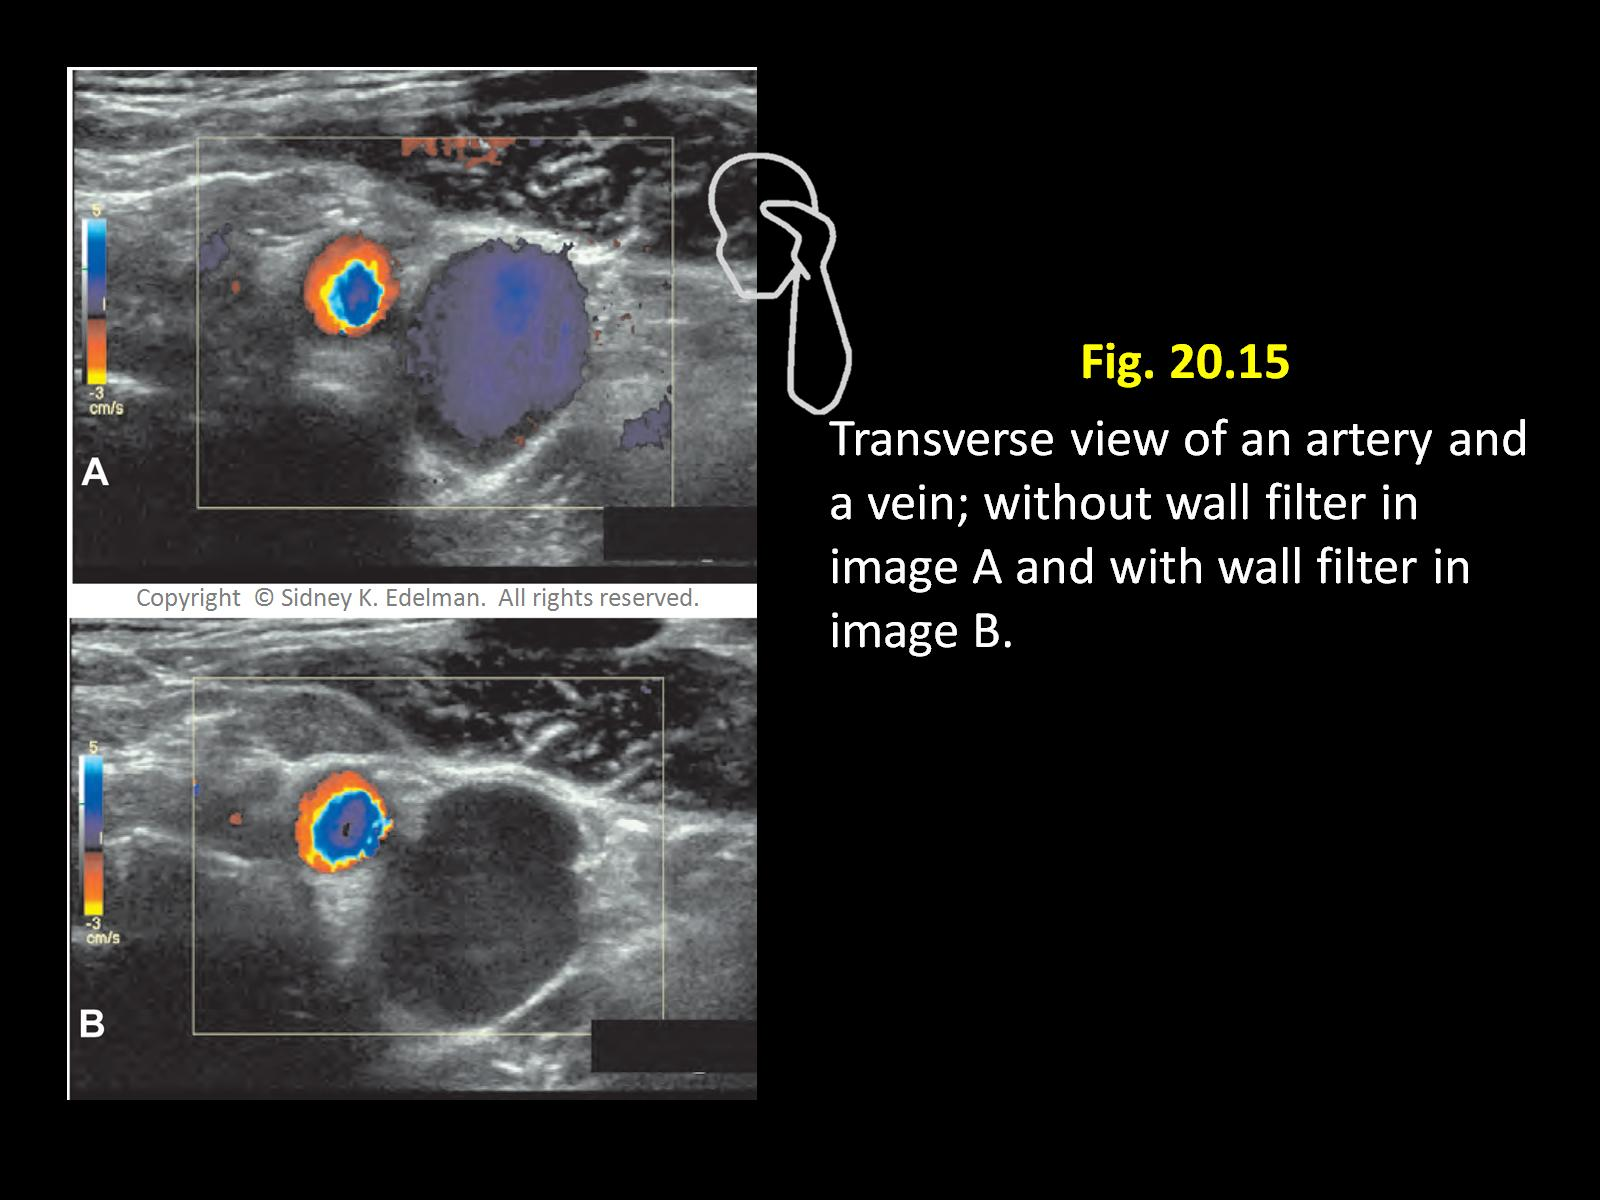 5
-3
cm/s
A
Copyright © Sidney K. Edelman. All rights reserved.
5
-3
cm/s
B
Fig. 20.15
Transverse view of an artery and
a vein; without wall filter in
image A and with wall filter in
image B.